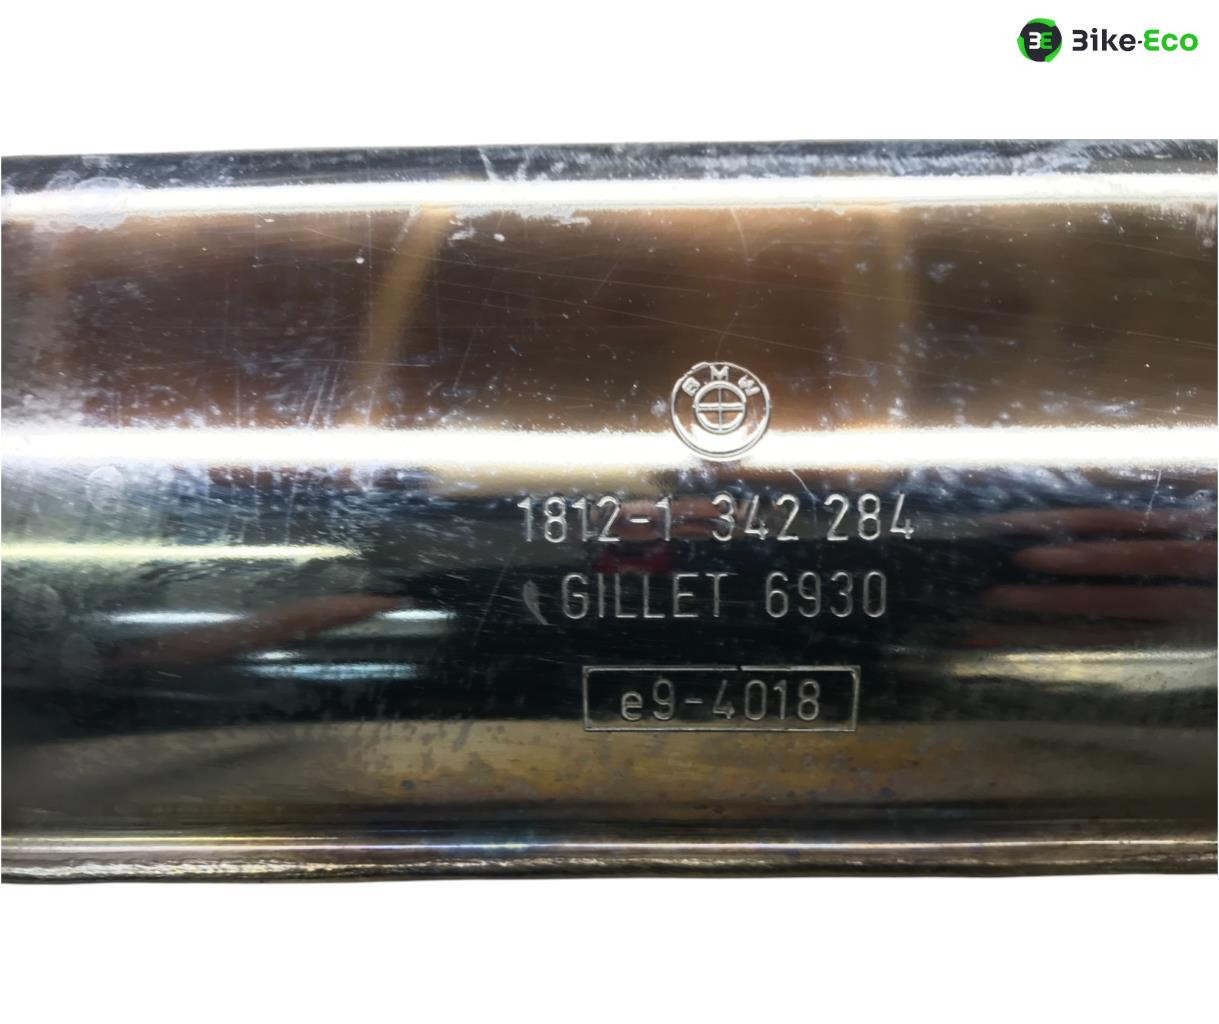 Bike-Eco
BMW
1812-1 342 284
GILLET 6930
e9-4018